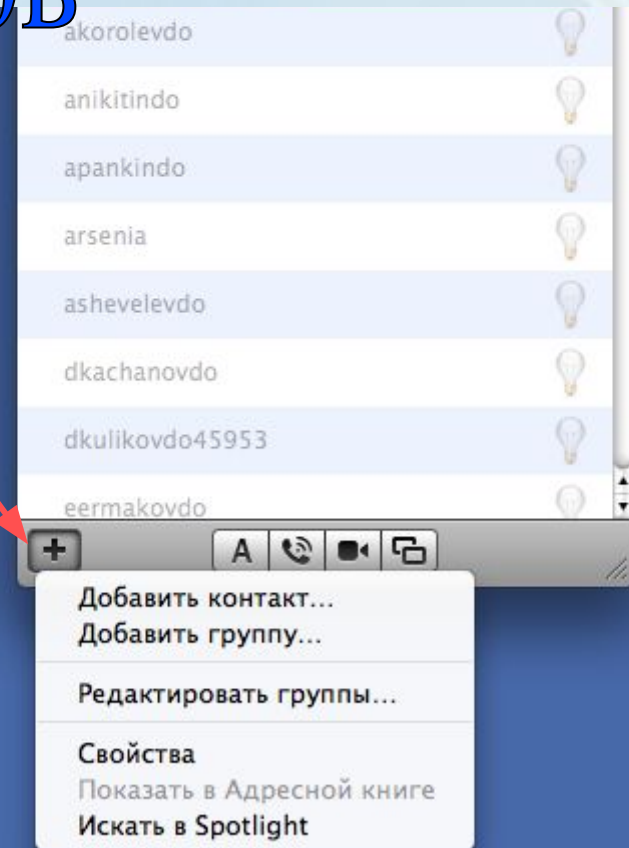 akorolevdo
anikitindo
apankindo
arsenia
ashevelevdo
dkachanovdo
dkulikovdo45953
eermakovdo
A
Добавить контакт...
Добавить группу...
Редактировать группы...
Свойства
Показать в Адресной книге
Искать в Spotlight